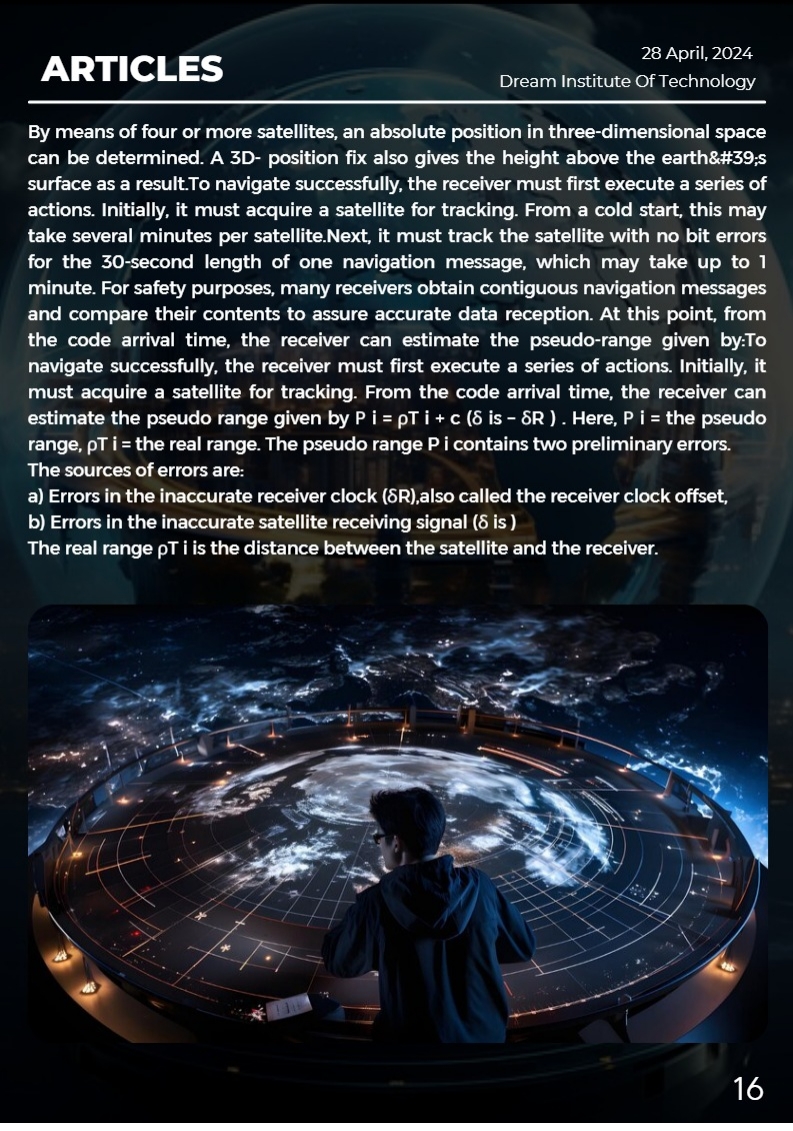 ARTICLES
28 April, 2024
Dream Institute Of Technology
By means of four or more satellites, an absolute position in three-dimensional space
can be determined. A 3D- position fix also gives the height above the earth&#39;s
surface as a result.To navigate successfully, the receiver must first execute a series of
actions. Initially, it must acquire a satellite for tracking. From a cold start, this may
take several minutes per satellite.Next, it must track the satellite with no bit errors
for the 30-second length of one navigation message, which may take up to 1
minute. For safety purposes, many receivers obtain contiguous navigation messages
and compare their contents to assure accurate data reception. At this point, from
the code arrival time, the receiver can estimate the pseudo-range given by:To
navigate successfully, the receiver must first execute a series of actions. Initially, it
must acquire a satellite for tracking. From the code arrival time, the receiver can
estimate the pseudo range given by P i = ρT i + c (δ is – δR ) . Here, P i = the pseudo
range, ρT i = the real range. The pseudo range P i contains two preliminary errors.
The sources of errors are:
a) Errors in the inaccurate receiver clock (δR),also called the receiver clock offset,
b) Errors in the inaccurate satellite receiving signal (δ is )
The real range ρT i is the distance between the satellite and the receiver.
16